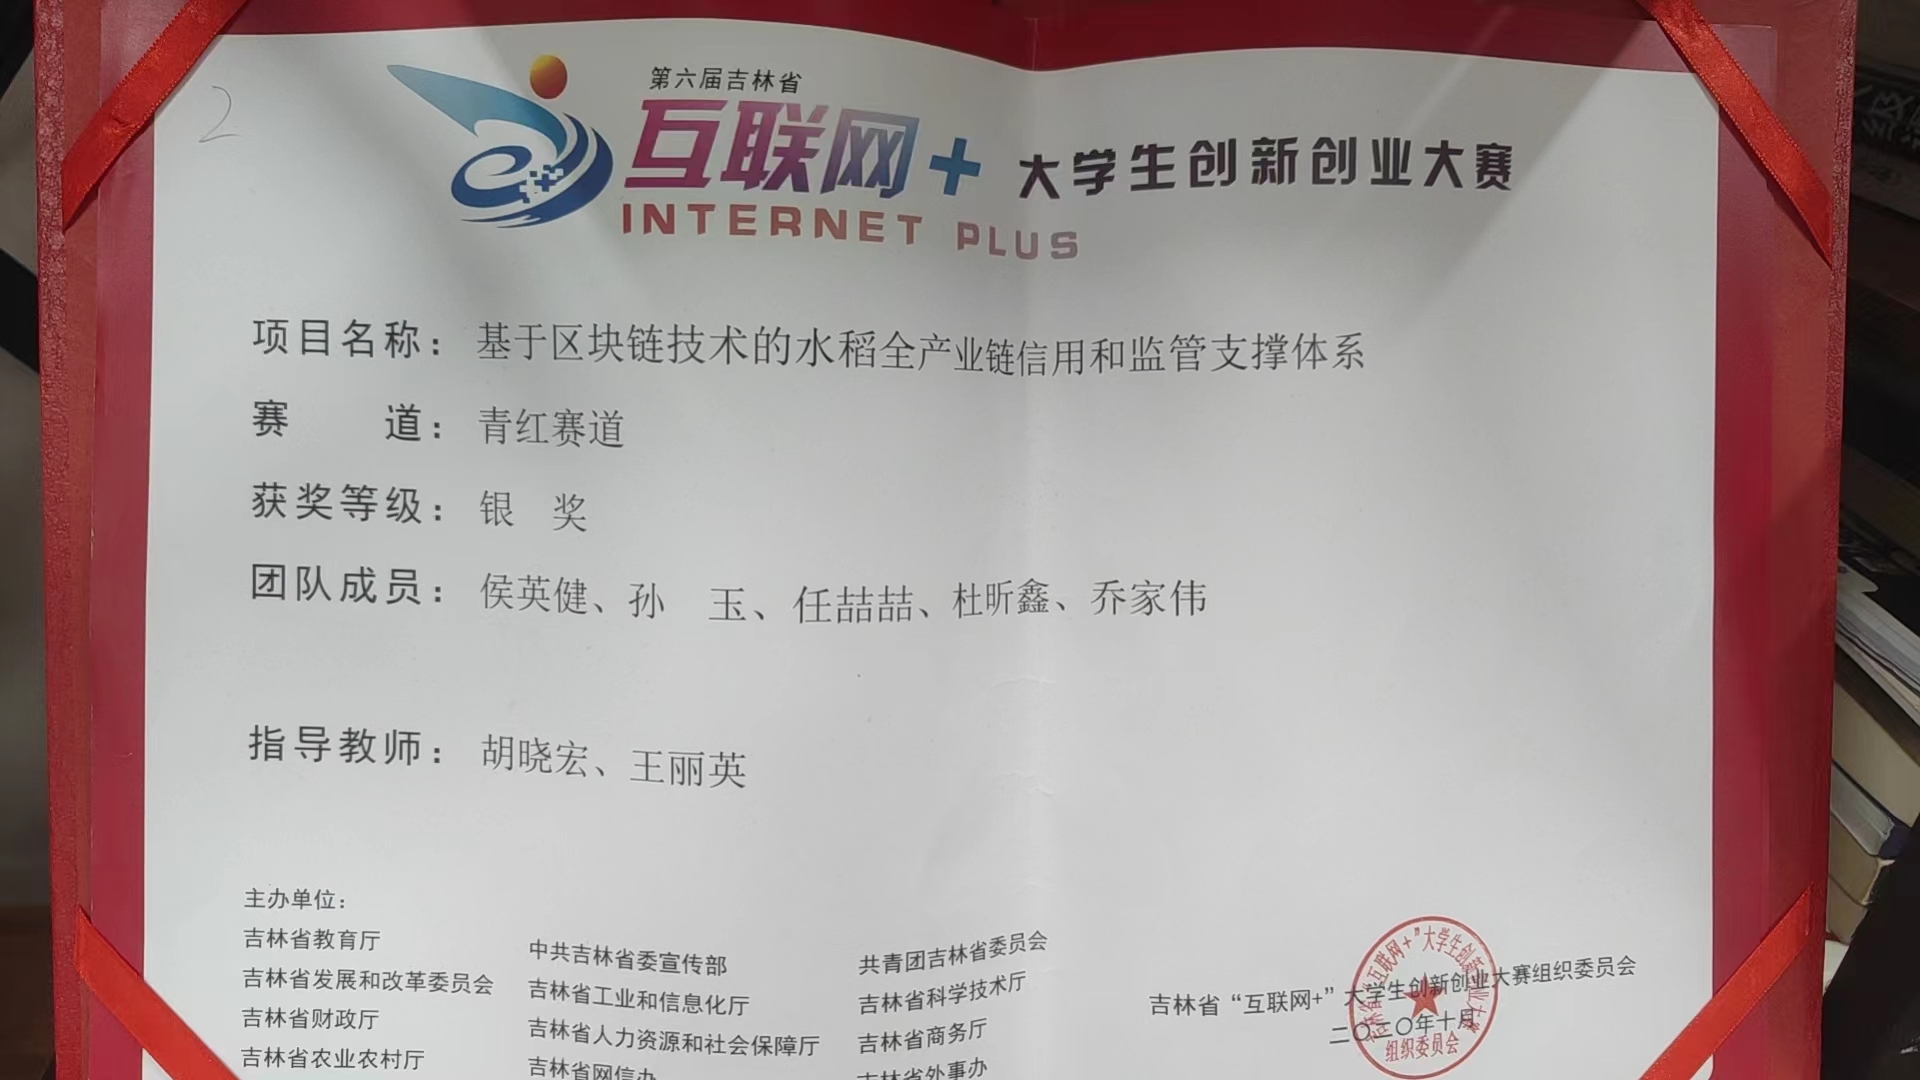 2
第六届吉林省
互联网+ 大学生创新创业大赛
INTERNET PLUS
项目名称：基于区块链技术的水稻全产业链信用和监管支撑体系
赛 道：青红赛道
获奖等级：银 奖
团队成员：侯英健、孙 玉、任喆喆、杜昕鑫、乔家伟
指导教师：胡晓宏、王丽英
主办单位：
吉林省教育厅
吉林省发展和改革委员会
吉林省财政厅
吉林省农业农村厅
中共吉林省委宣传部
吉林省工业和信息化厅
吉林省人力资源和社会保障厅
吉林省网信办
共青团吉林省委员会
吉林省科学技术厅
吉林省商务厅
吉林省外事办
吉林省“互联网+”大学生创新创业大赛组织委员会
二〇二〇年十月
吉林省“互联网+”大学生创新创业大赛
组织委员会